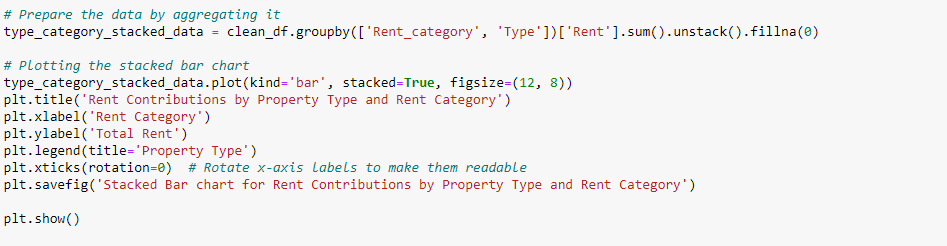 # Prepare the data by aggregating it
type_category_stacked_data = clean_df.groupby(['Rent_category', 'Type'])['Rent'].sum().unstack().fillna(0)
# Plotting the stacked bar chart
type_category_stacked_data.plot(kind='bar', stacked=True, figsize=(12, 8))
plt.title('Rent Contributions by Property Type and Rent Category')
plt.xlabel('Rent Category')
plt.ylabel('Total Rent')
plt.legend(title='Property Type')
plt.xticks(rotation=0)  # Rotate x-axis labels to make them readable
plt.savefig('Stacked Bar chart for Rent Contributions by Property Type and Rent Category')
plt.show()